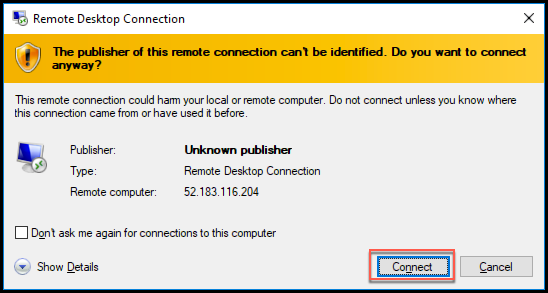 Remote Desktop Connection
The publisher of this remote connection can't be identified. Do you want to connect
anyway?
This remote connection could harm your local or remote computer. Do not connect unless you know where
this connection came from or have used it before.
Publisher: Unknown publisher
Type: Remote Desktop Connection
Remote computer: 52.183.116.204
Don't ask me again for connections to this computer
Show Details Connect Cancel